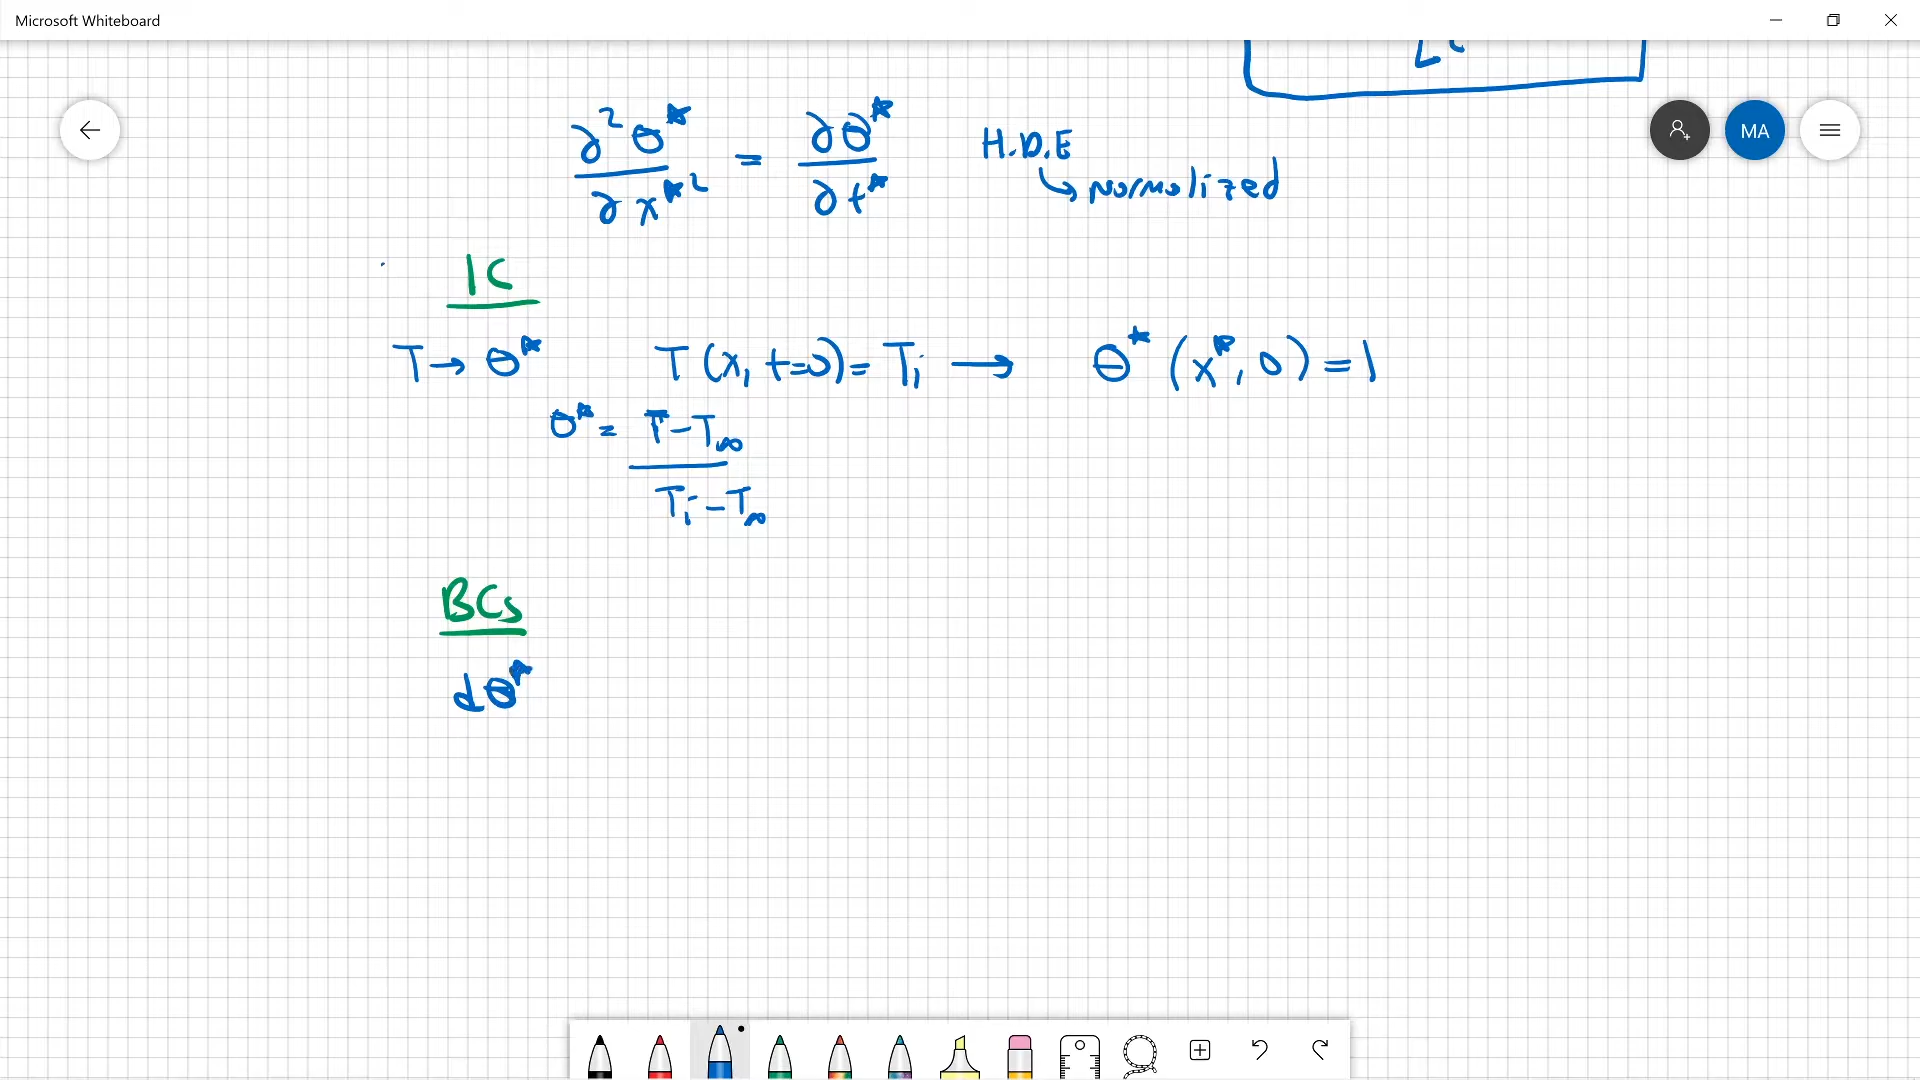 Microsoft Whiteboard
MA
∂²θ*/∂x*² = ∂θ*/∂t* H.D.E
↳ normalized
IC
T → θ* T(x, t=0) = Ti → θ*(x*, 0) = 1
θ* = T - T∞ / Ti - T∞
BCs
dθ*